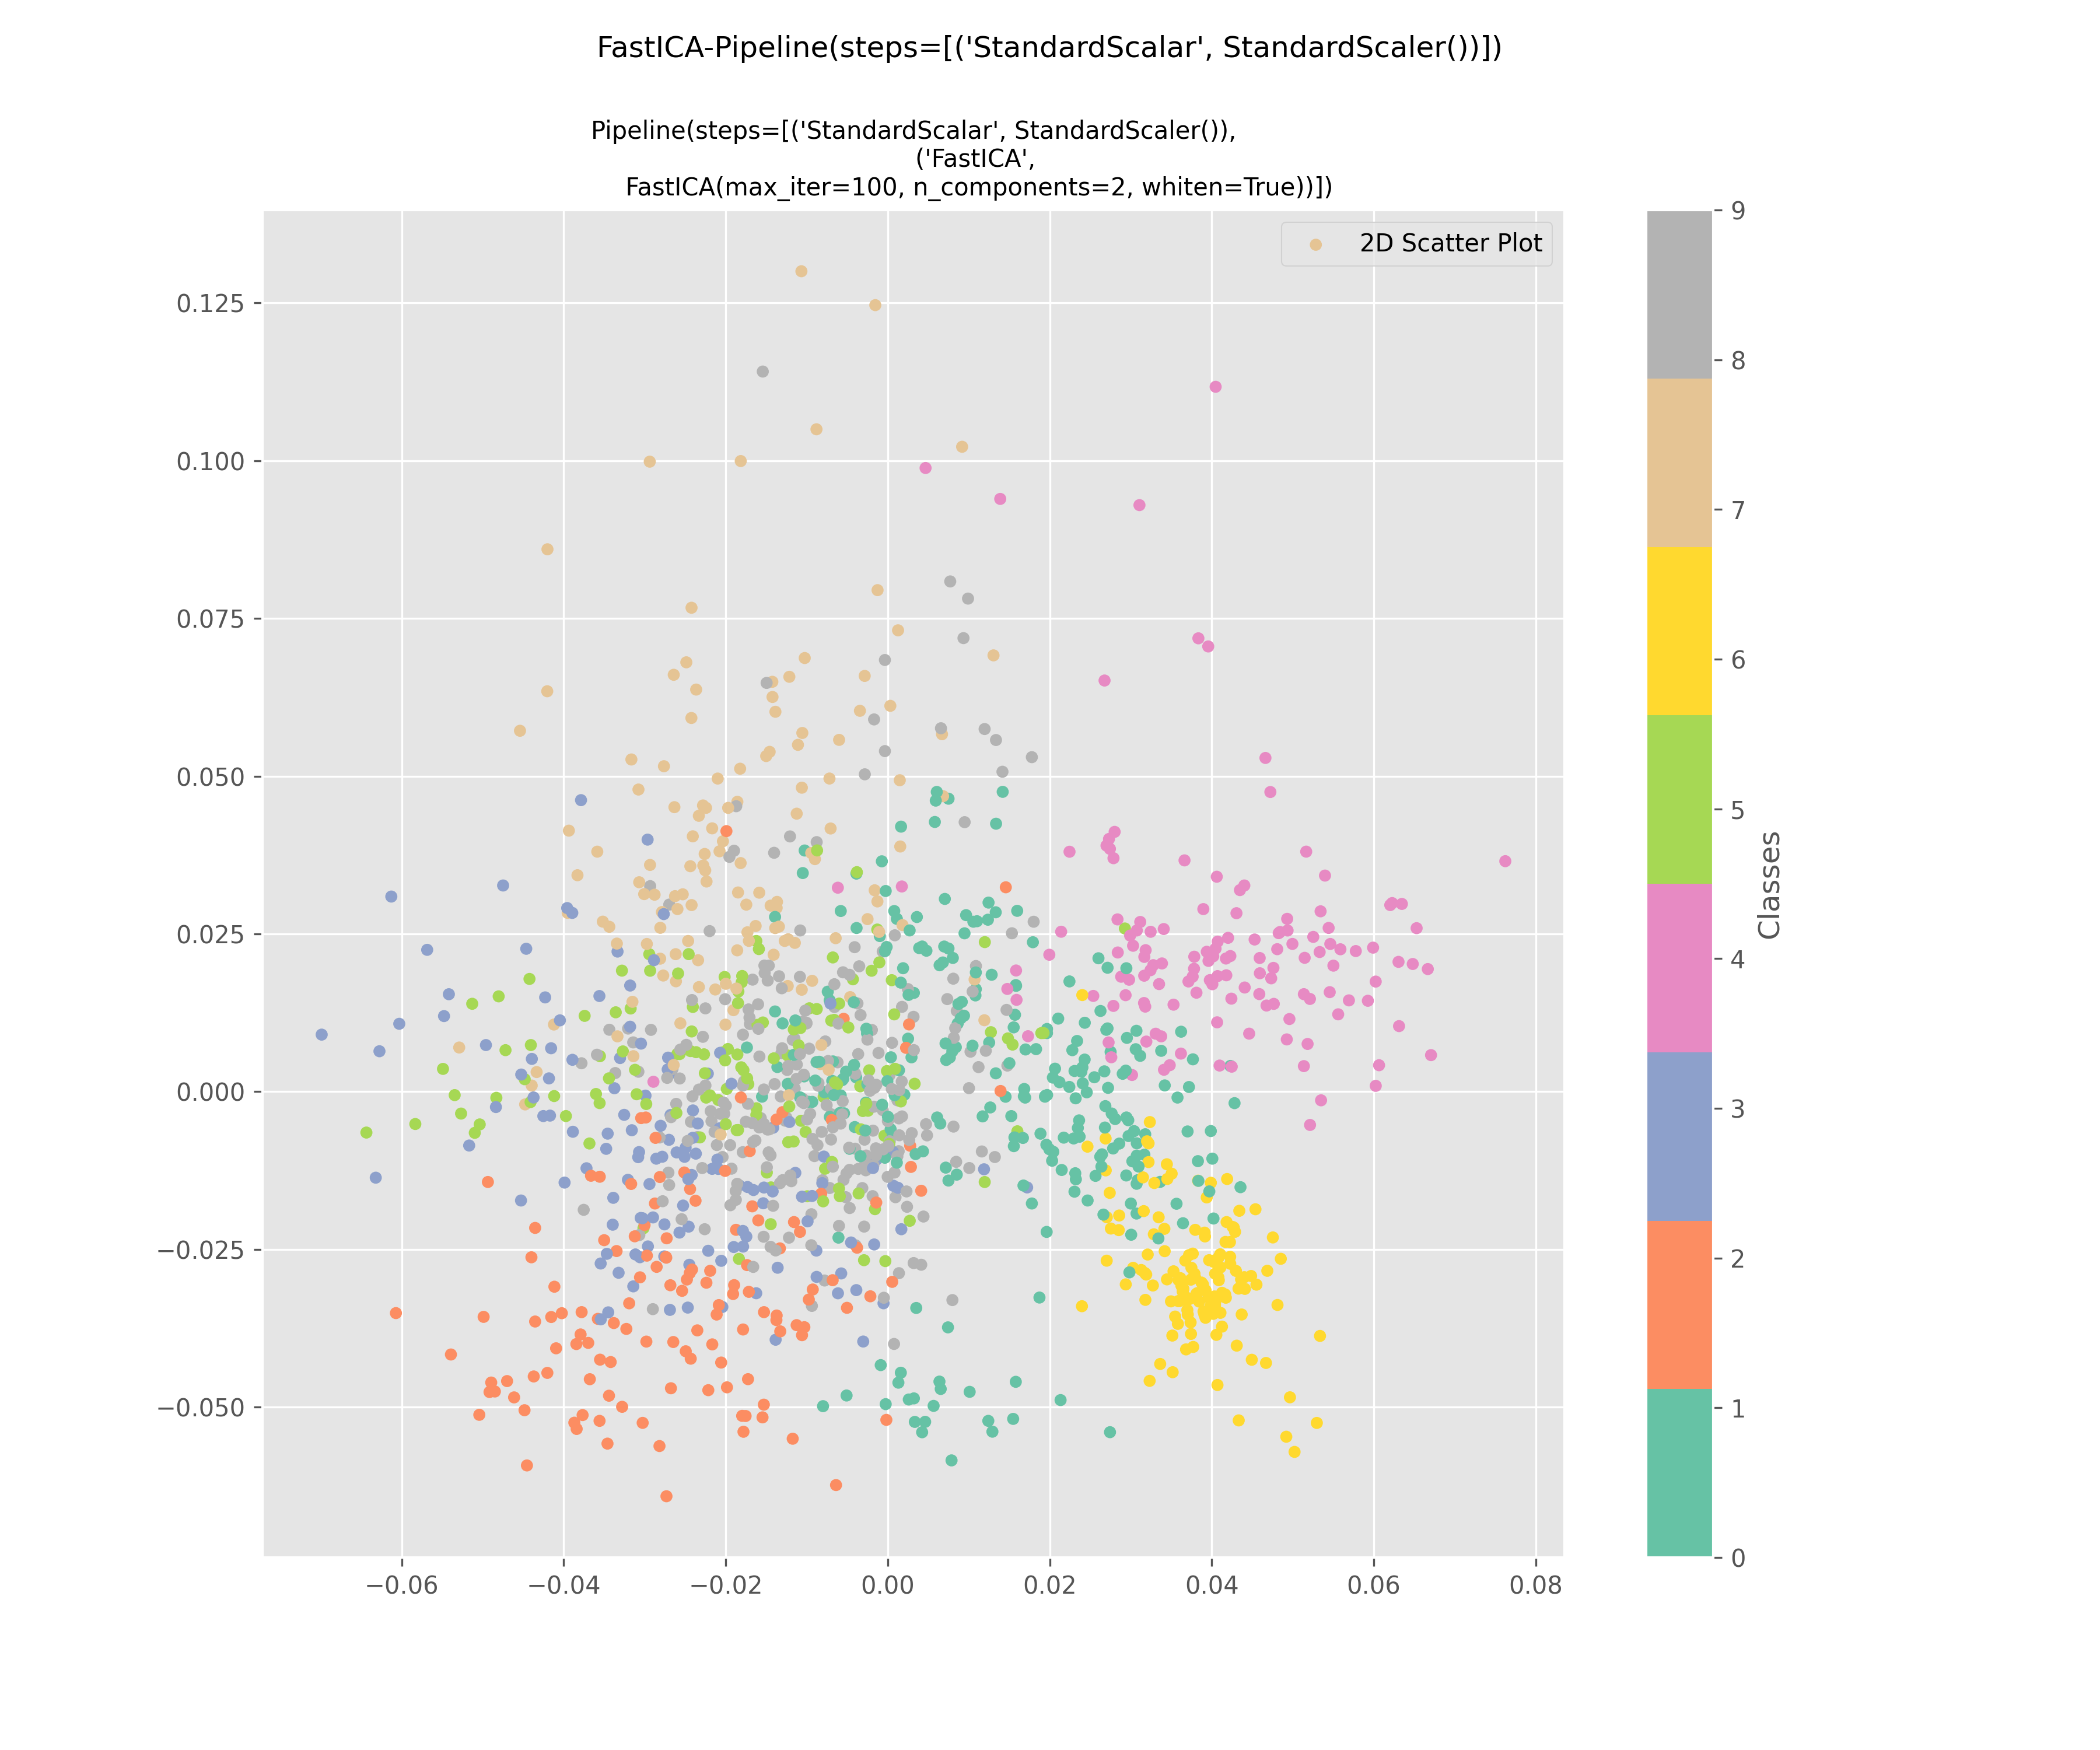 FastICA-Pipeline(steps=[('StandardScalar', StandardScaler())])
Pipeline(steps=[('StandardScalar', StandardScaler()),
('FastICA',
FastICA(max_iter=100, n_components=2, whiten=True))])
2D Scatter Plot
0.125
0.100
0.075
0.050
0.025
0.000
−0.025
−0.050
−0.06 −0.04 −0.02 0.00 0.02 0.04 0.06 0.08
9
8
7
6
5
4
3
2
1
0
Classes